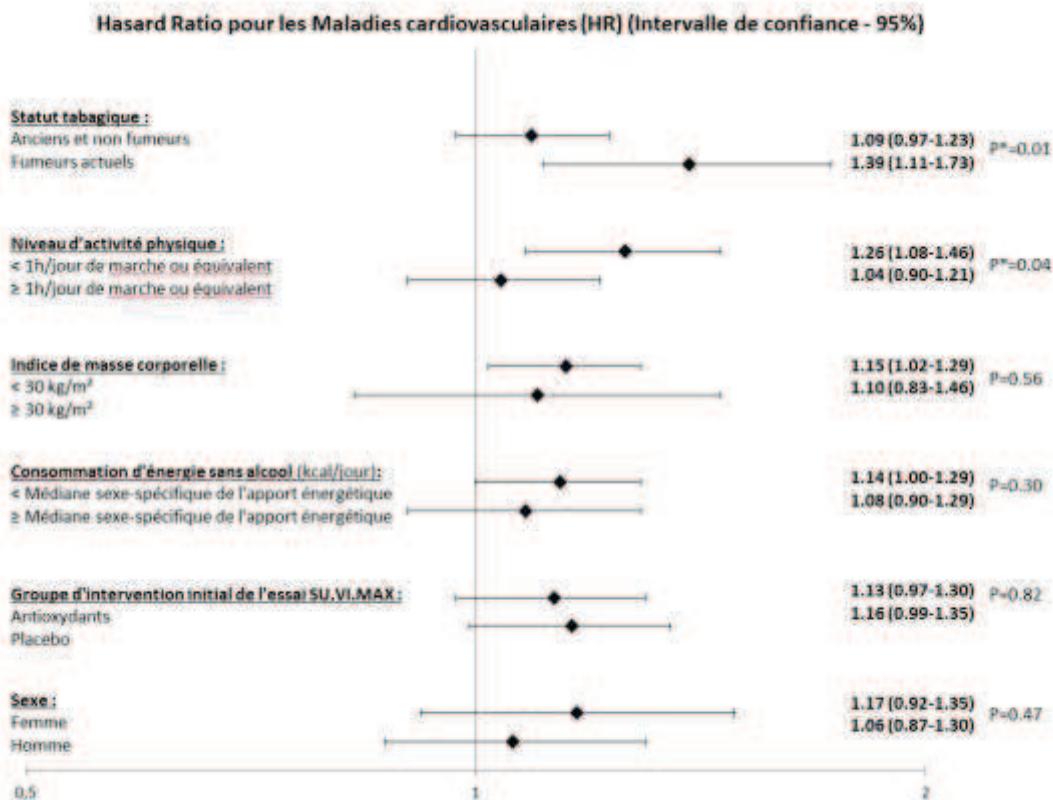 Hasard Ratio pour les Maladies cardiovasculaires (HR) (Intervalle de confiance - 95%)
Statut tabagique :
Anciens et non fumeurs 1.09 (0.97-1.23)
Fumeurs actuels 1.39 (1.11-1.73)
P*=0.01
Niveau d'activité physique :
< 1h/jour de marche ou équivalent 1.26 (1.08-1.46)
≥ 1h/jour de marche ou équivalent 1.04 (0.90-1.21)
P*=0.04
Indice de masse corporelle :
< 30 kg/m² 1.15 (1.02-1.29)
≥ 30 kg/m² 1.10 (0.83-1.46)
P=0.56
Consommation d'énergie sans alcool (kcal/jour):
< Médiane sexe-spécifique de l'apport énergétique 1.14 (1.00-1.29)
≥ Médiane sexe-spécifique de l'apport énergétique 1.08 (0.90-1.29)
P=0.30
Groupe d'intervention initial de l'essai SU.VI.MAX :
Antioxydants 1.13 (0.97-1.30)
Placebo 1.16 (0.99-1.35)
P=0.82
Sexe :
Femme 1.17 (0.92-1.35)
Homme 1.06 (0.87-1.30)
P=0.47
0,5 1 2